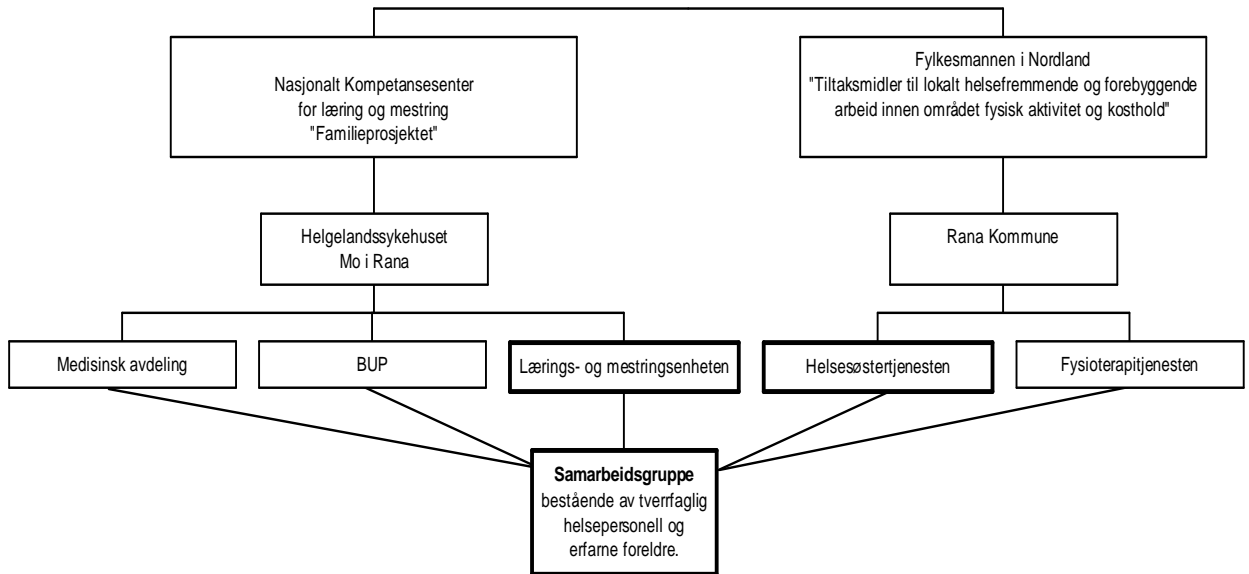 Nasjonalt Kompetansesenter
for læring og mestring
"Familieprosjektet"
Fylkesmannen i Nordland
"Tiltaksmidler til lokalt helsefremmende og forebyggende
arbeid innen området fysisk aktivitet og kosthold"
Helgelandssykehuset
Mo i Rana
Rana Kommune
Medisinsk avdeling
BUP
Lærings- og mestringsenheten
Helsesøstertjenesten
Fysioterapitjenesten
Samarbeidsgruppe
bestående av tverrfaglig
helsepersonell og
erfarne foreldre.